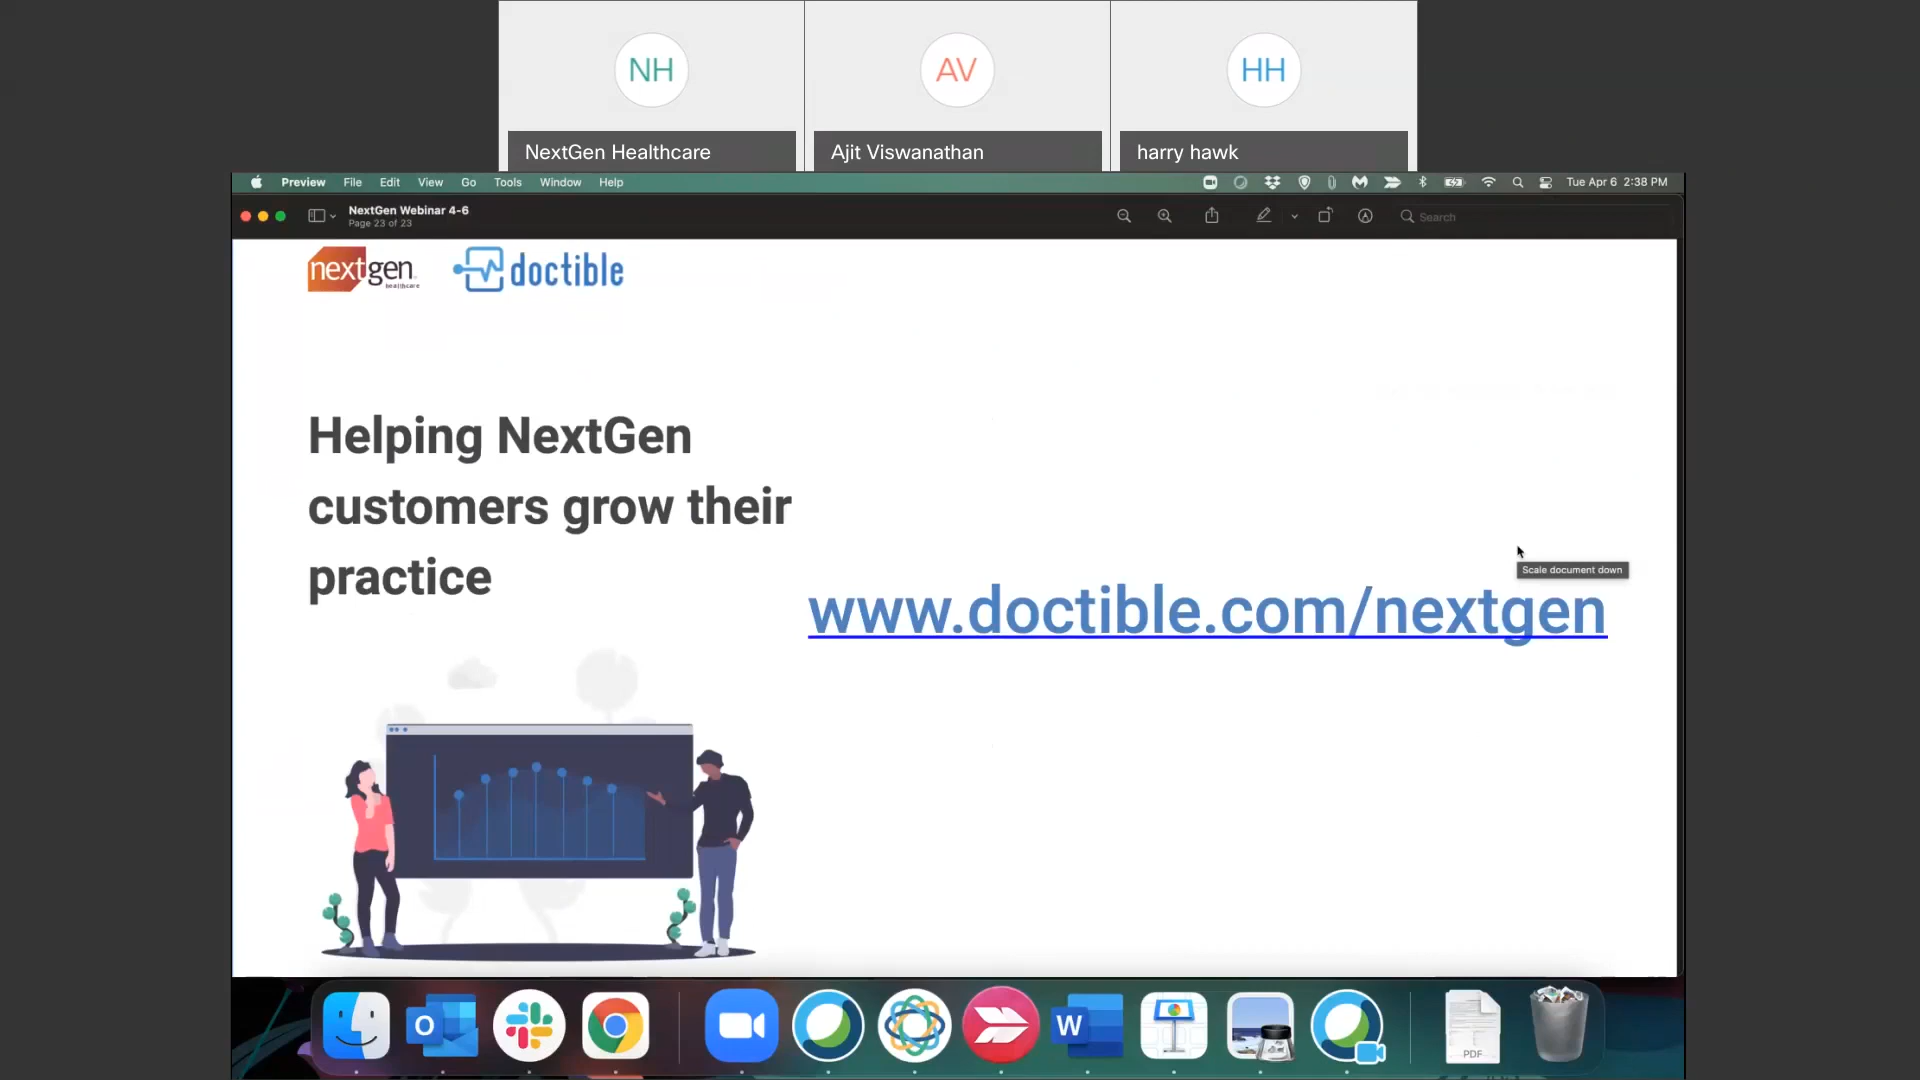 NH
AV
HH
NextGen Healthcare
Ajit Viswanathan
harry hawk
Preview File Edit View Go Tools Window Help
Tue Apr 6 2:38 PM
NextGen Webinar 4-6
Page 23 of 23
Search
nextgen
healthcare
doctible
Helping NextGen
customers grow their
practice
Scale document down
www.doctible.com/nextgen
O
W
PDF